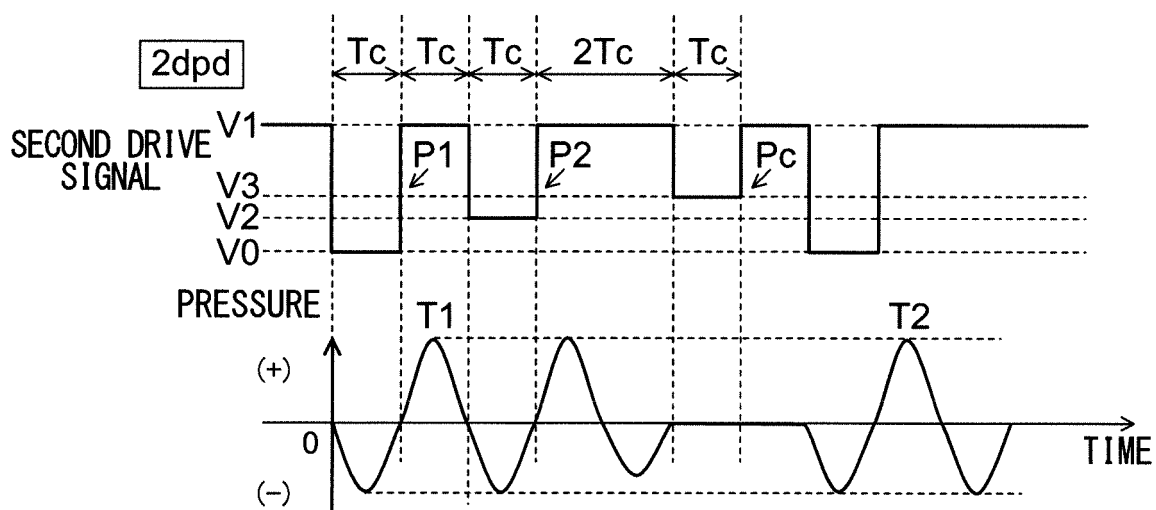 2dpd
Tc Tc Tc 2Tc Tc
SECOND DRIVE
SIGNAL
V1
V3
V2
V0
P1 P2 Pc
PRESSURE
T1 T2
(+)
0
(−)
TIME